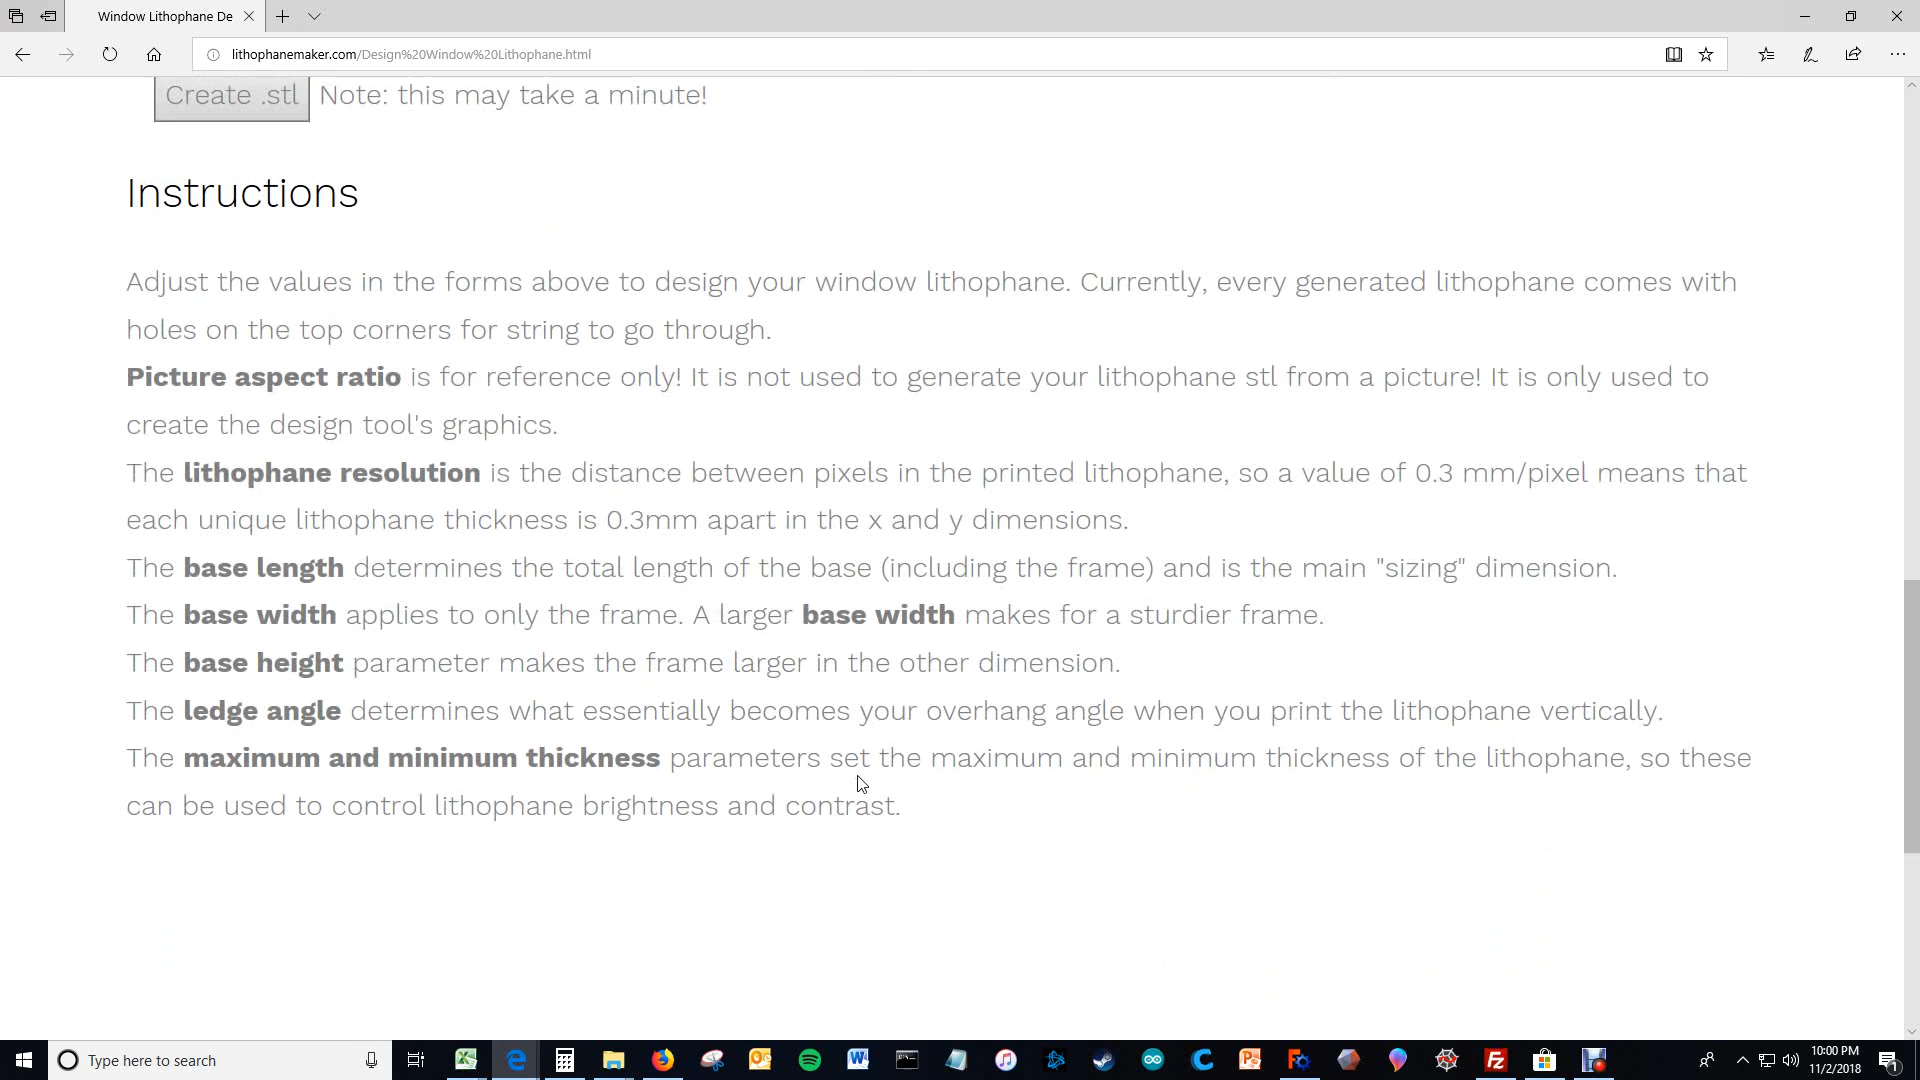 Window Lithophane De
lithophanemaker.com/Design%20Window%20Lithophane.html
Create .stl Note: this may take a minute!
Instructions
Adjust the values in the forms above to design your window lithophane. Currently, every generated lithophane comes with
holes on the top corners for string to go through.
Picture aspect ratio is for reference only! It is not used to generate your lithophane stl from a picture! It is only used to
create the design tool's graphics.
The lithophane resolution is the distance between pixels in the printed lithophane, so a value of 0.3 mm/pixel means that
each unique lithophane thickness is 0.3mm apart in the x and y dimensions.
The base length determines the total length of the base (including the frame) and is the main "sizing" dimension.
The base width applies to only the frame. A larger base width makes for a sturdier frame.
The base height parameter makes the frame larger in the other dimension.
The ledge angle determines what essentially becomes your overhang angle when you print the lithophane vertically.
The maximum and minimum thickness parameters set the maximum and minimum thickness of the lithophane, so these
can be used to control lithophane brightness and contrast.
Type here to search
10:00 PM
11/2/2018
1